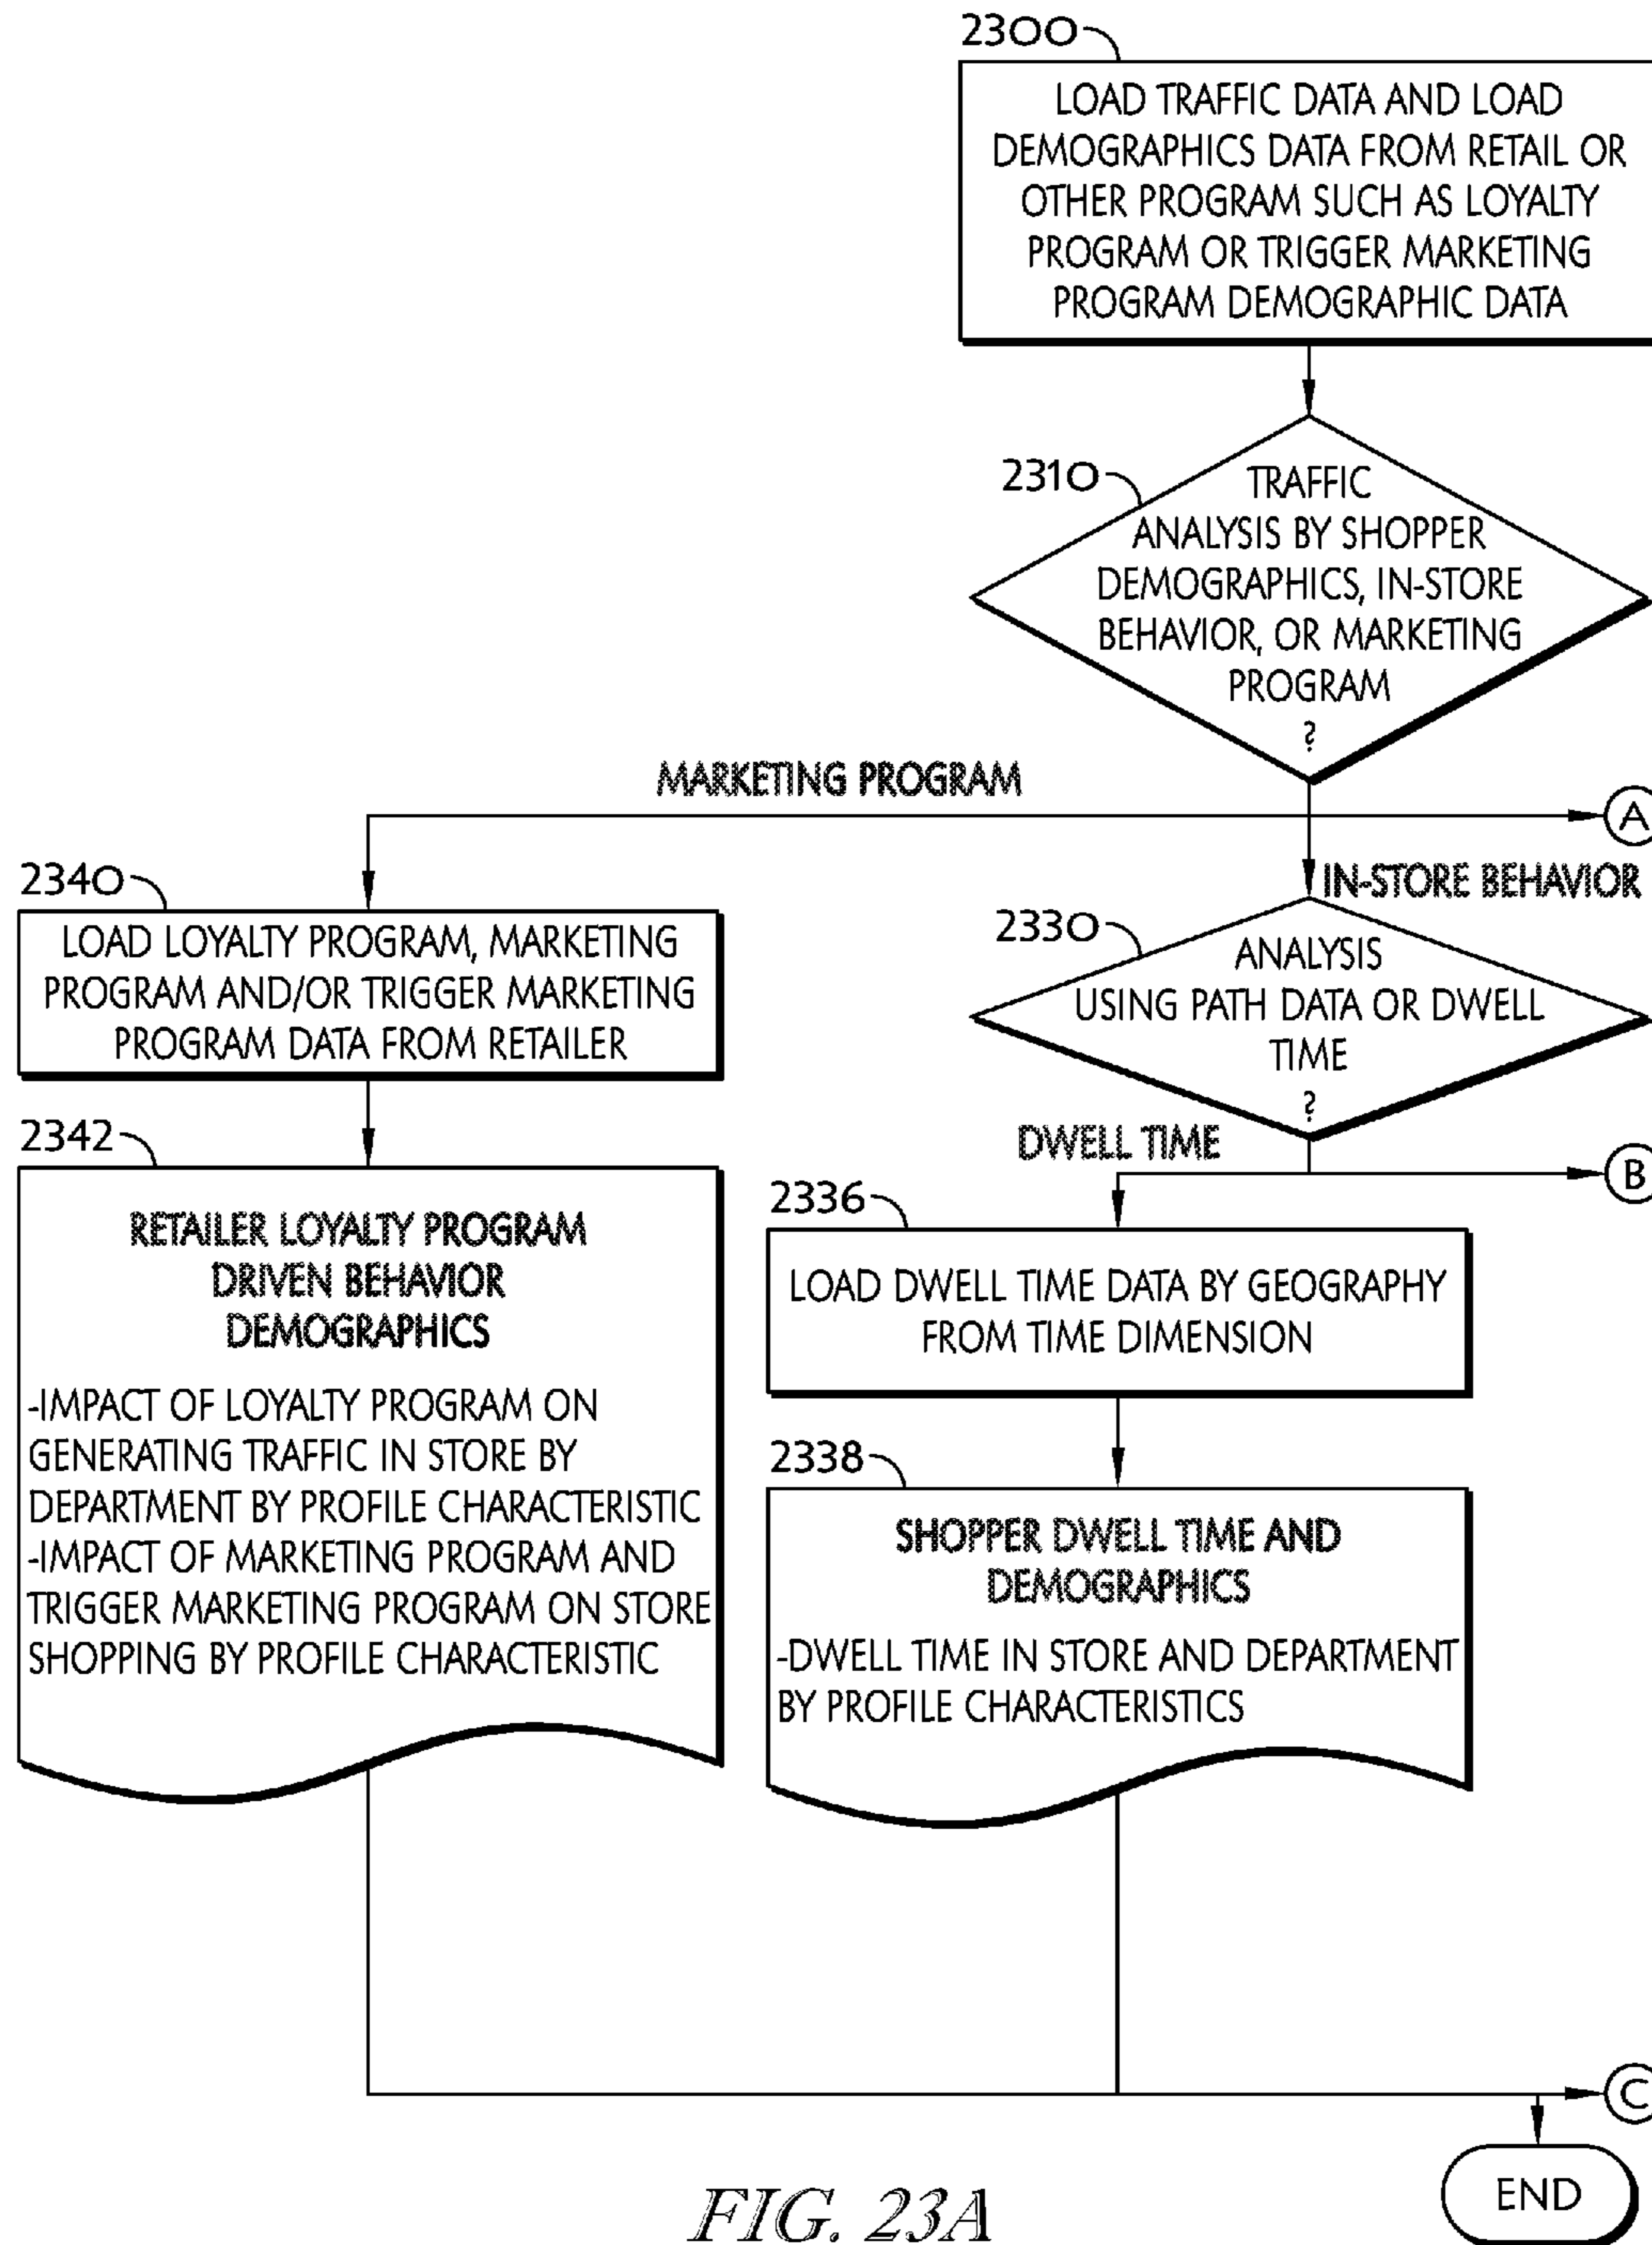 2300
LOAD TRAFFIC DATA AND LOAD
DEMOGRAPHICS DATA FROM RETAIL OR
OTHER PROGRAM SUCH AS LOYALTY
PROGRAM OR TRIGGER MARKETING
PROGRAM DEMOGRAPHIC DATA
2310
TRAFFIC
ANALYSIS BY SHOPPER
DEMOGRAPHICS, IN-STORE
BEHAVIOR, OR MARKETING
PROGRAM
?
MARKETING PROGRAM
A
IN-STORE BEHAVIOR
2340
LOAD LOYALTY PROGRAM, MARKETING
PROGRAM AND/OR TRIGGER MARKETING
PROGRAM DATA FROM RETAILER
2330
ANALYSIS
USING PATH DATA OR DWELL
TIME
?
DWELL TIME
B
2342
RETAILER LOYALTY PROGRAM
DRIVEN BEHAVIOR
DEMOGRAPHICS
-IMPACT OF LOYALTY PROGRAM ON
GENERATING TRAFFIC IN STORE BY
DEPARTMENT BY PROFILE CHARACTERISTIC
-IMPACT OF MARKETING PROGRAM AND
TRIGGER MARKETING PROGRAM ON STORE
SHOPPING BY PROFILE CHARACTERISTIC
2336
LOAD DWELL TIME DATA BY GEOGRAPHY
FROM TIME DIMENSION
2338
SHOPPER DWELL TIME AND
DEMOGRAPHICS
-DWELL TIME IN STORE AND DEPARTMENT
BY PROFILE CHARACTERISTICS
C
END
FIG. 23A